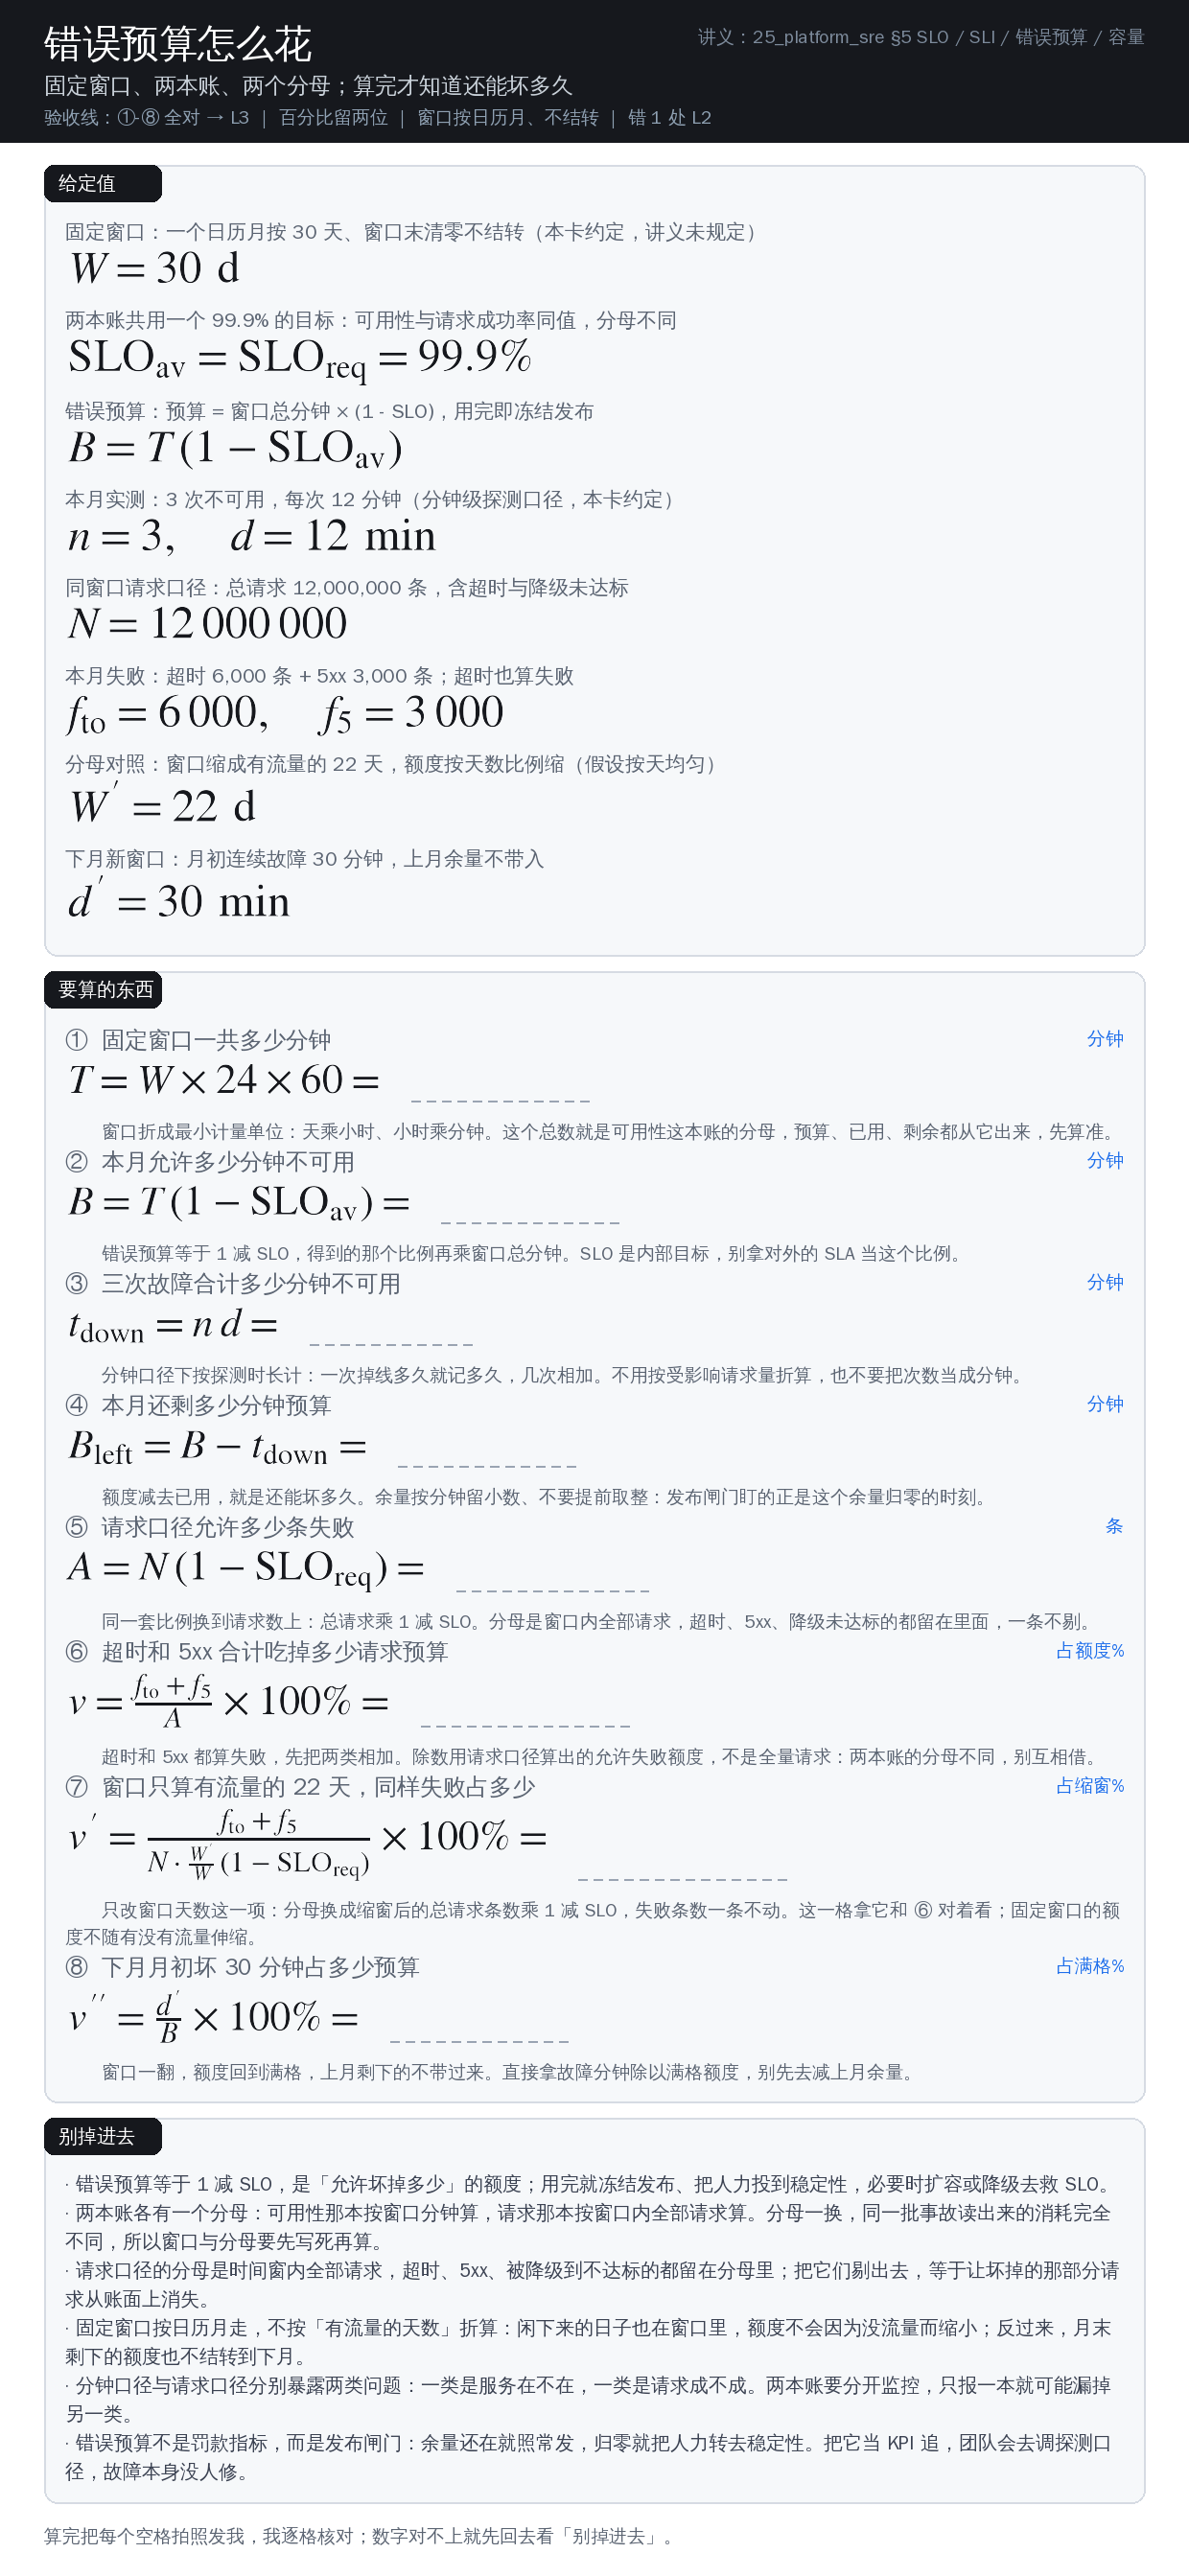 错误预算怎么花
讲义：25_platform_sre §5 SLO / SLI / 错误预算 / 容量
固定窗口、两本账、两个分母；算完才知道还能坏多久
验收线：①-⑧ 全对 → L3 ｜ 百分比留两位 ｜ 窗口按日历月、不结转 ｜ 错 1 处 L2
给定值
固定窗口：一个日历月按 30 天、窗口末清零不结转（本卡约定，讲义未规定）
W = 30 d
两本账共用一个 99.9% 的目标：可用性与请求成功率同值，分母不同
SLO_av = SLO_req = 99.9%
错误预算：预算 = 窗口总分钟 × (1 - SLO)，用完即冻结发布
B = T (1 − SLO_av)
本月实测：3 次不可用，每次 12 分钟（分钟级探测口径，本卡约定）
n = 3, d = 12 min
同窗口请求口径：总请求 12,000,000 条，含超时与降级未达标
N = 12 000 000
本月失败：超时 6,000 条 + 5xx 3,000 条；超时也算失败
f_to = 6 000, f_5 = 3 000
分母对照：窗口缩成有流量的 22 天，额度按天数比例缩（假设按天均匀）
W′ = 22 d
下月新窗口：月初连续故障 30 分钟，上月余量不带入
d′ = 30 min
要算的东西
① 固定窗口一共多少分钟 分钟
T = W × 24 × 60 =
窗口折成最小计量单位：天乘小时、小时乘分钟。这个总数就是可用性这本账的分母，预算、已用、剩余都从它出来，先算准。
② 本月允许多少分钟不可用 分钟
B = T (1 − SLO_av) =
错误预算等于 1 减 SLO，得到的那个比例再乘窗口总分钟。SLO 是内部目标，别拿对外的 SLA 当这个比例。
③ 三次故障合计多少分钟不可用 分钟
t_down = n d =
分钟口径下按探测时长计：一次掉线多久就记多久，几次相加。不用按受影响请求量折算，也不要把次数当成分钟。
④ 本月还剩多少分钟预算 分钟
B_left = B − t_down =
额度减去已用，就是还能坏多久。余量按分钟留小数、不要提前取整：发布闸门盯的正是这个余量归零的时刻。
⑤ 请求口径允许多少条失败 条
A = N (1 − SLO_req) =
同一套比例换到请求数上：总请求乘 1 减 SLO。分母是窗口内全部请求，超时、5xx、降级未达标的都留在里面，一条不剔。
⑥ 超时和 5xx 合计吃掉多少请求预算 占额度%
v = (f_to + f_5) / A × 100% =
超时和 5xx 都算失败，先把两类相加。除数用请求口径算出的允许失败额度，不是全量请求：两本账的分母不同，别互相借。
⑦ 窗口只算有流量的 22 天，同样失败占多少 占缩窗%
v′ = (f_to + f_5) / (N · W′/W (1 − SLO_req)) × 100% =
只改窗口天数这一项：分母换成缩窗后的总请求条数乘 1 减 SLO，失败条数一条不动。这一格拿它和 ⑥ 对着看；固定窗口的额
度不随有没有流量伸缩。
⑧ 下月月初坏 30 分钟占多少预算 占满格%
v′′ = d′ / B × 100% =
窗口一翻，额度回到满格，上月剩下的不带过来。直接拿故障分钟除以满格额度，别先去减上月余量。
别掉进去
· 错误预算等于 1 减 SLO，是「允许坏掉多少」的额度；用完就冻结发布、把人力投到稳定性，必要时扩容或降级去救 SLO。
· 两本账各有一个分母：可用性那本按窗口分钟算，请求那本按窗口内全部请求算。分母一换，同一批事故读出来的消耗完全
不同，所以窗口与分母要先写死再算。
· 请求口径的分母是时间窗内全部请求，超时、5xx、被降级到不达标的都留在分母里；把它们剔出去，等于让坏掉的那部分请
求从账面上消失。
· 固定窗口按日历月走，不按「有流量的天数」折算：闲下来的日子也在窗口里，额度不会因为没流量而缩小；反过来，月末
剩下的额度也不结转到下月。
· 分钟口径与请求口径分别暴露两类问题：一类是服务在不在，一类是请求成不成。两本账要分开监控，只报一本就可能漏掉
另一类。
· 错误预算不是罚款指标，而是发布闸门：余量还在就照常发，归零就把人力转去稳定性。把它当 KPI 追，团队会去调探测口
径，故障本身没人修。
算完把每个空格拍照发我，我逐格核对；数字对不上就先回去看「别掉进去」。